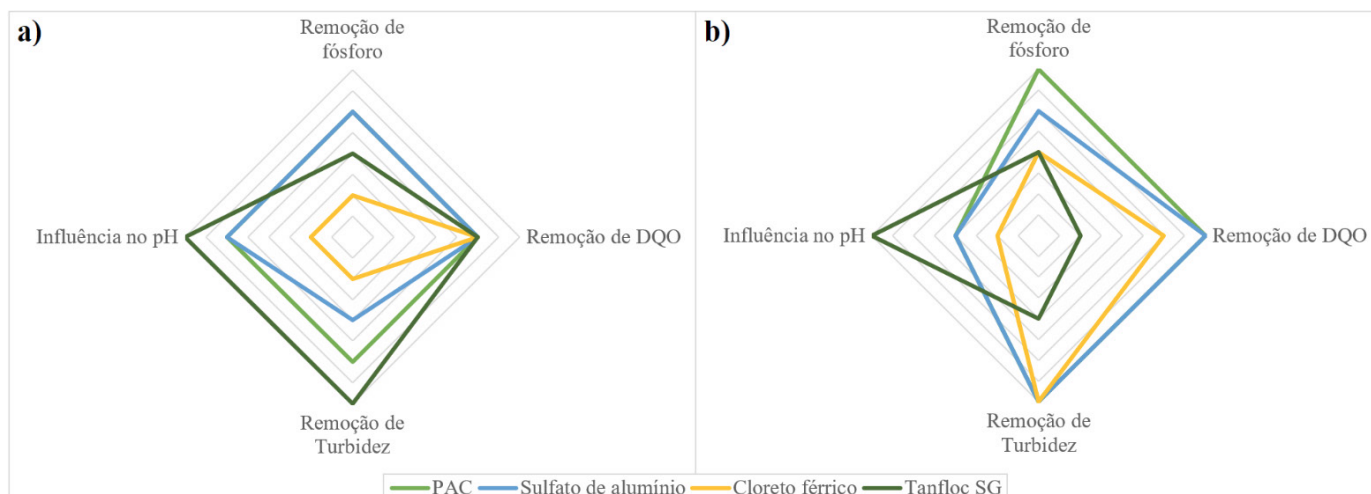 a)
Remoção de
fósforo
Influência no pH
Remoção de DQO
Remoção de
Turbidez
b)
Remoção de
fósforo
Influência no pH
Remoção de DQO
Remoção de
Turbidez
PAC Sulfato de alumínio Cloreto férrico Tanfloc SG